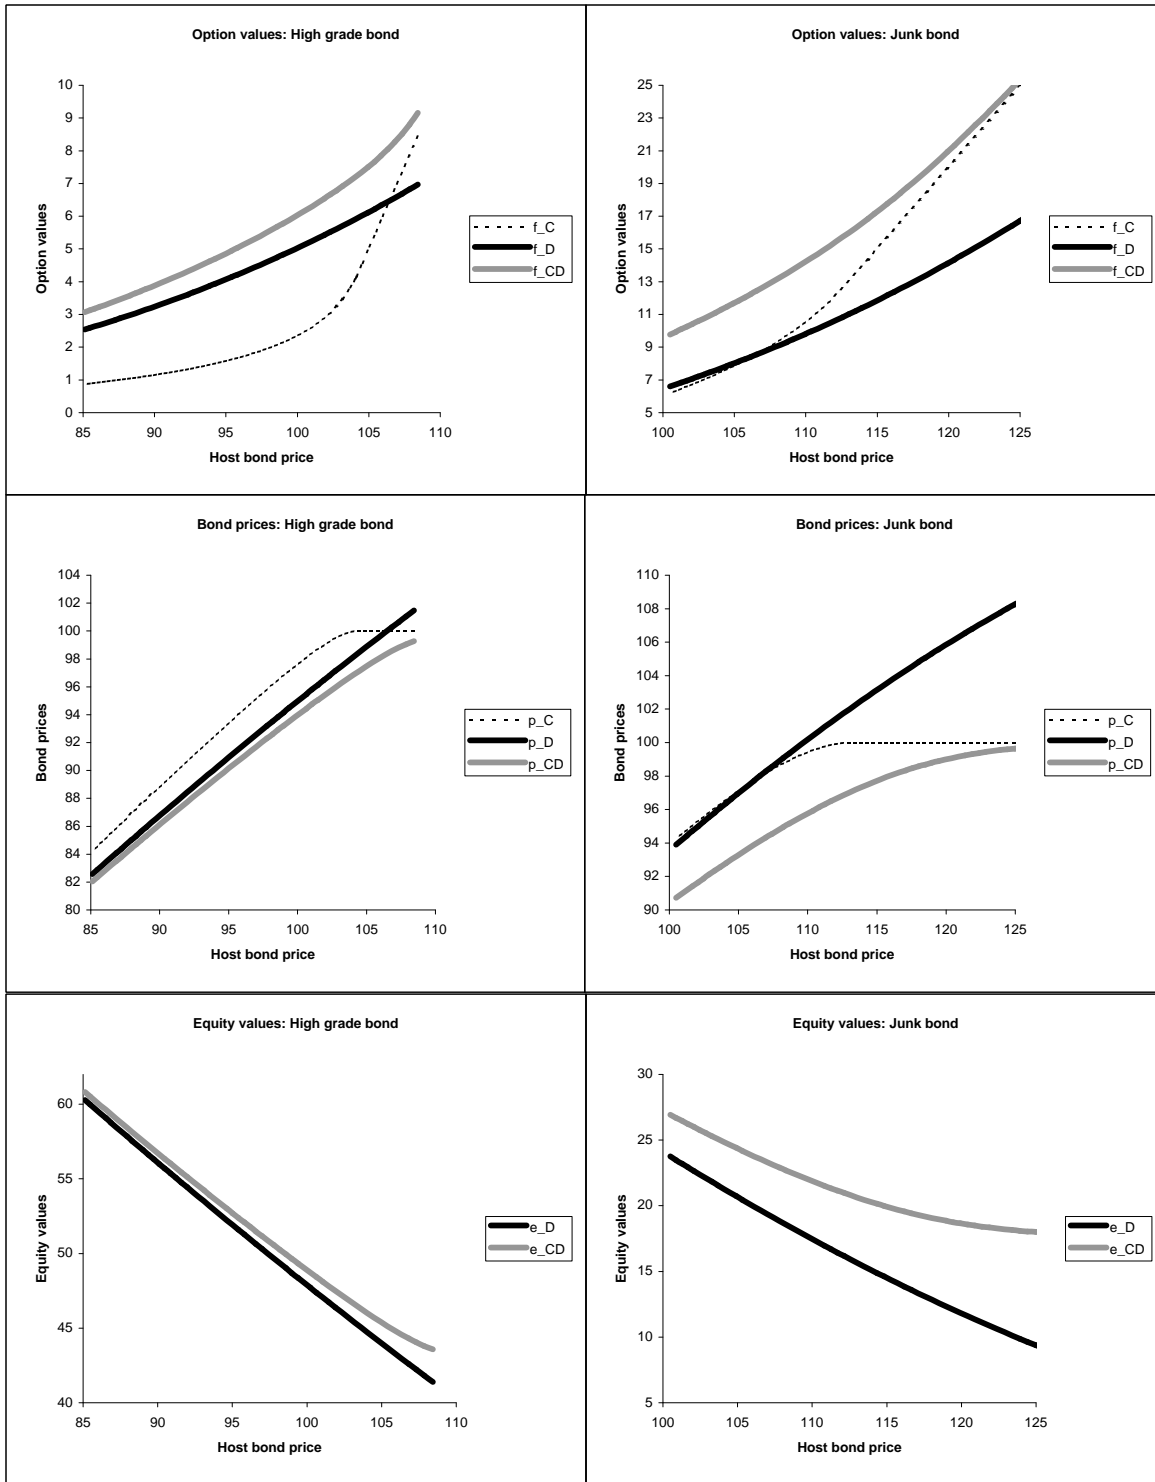 Option values: High grade bond
10
9
8
7
6
5
4
3
2
1
0
85 90 95 100 105 110
Option values
Host bond price
f_C
f_D
f_CD
Option values: Junk bond
25
23
21
19
17
15
13
11
9
7
5
100 105 110 115 120 125
Option values
Host bond price
f_C
f_D
f_CD
Bond prices: High grade bond
104
102
100
98
96
94
92
90
88
86
84
82
80
85 90 95 100 105 110
Bond prices
Host bond price
p_C
p_D
p_CD
Bond prices: Junk bond
110
108
106
104
102
100
98
96
94
92
90
100 105 110 115 120 125
Bond prices
Host bond price
p_C
p_D
p_CD
Equity values: High grade bond
60
55
50
45
40
85 90 95 100 105 110
Equity values
Host bond price
e_D
e_CD
Equity values: Junk bond
30
25
20
15
10
5
100 105 110 115 120 125
Equity values
Host bond price
e_D
e_CD